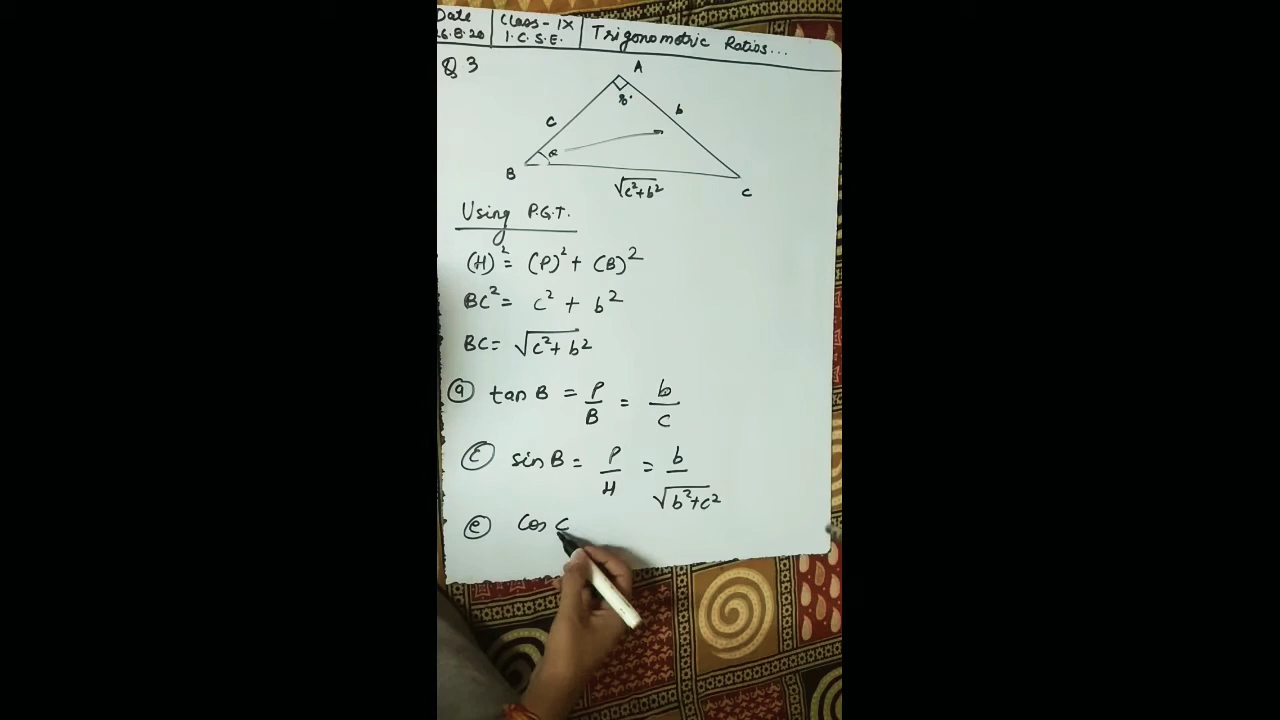 Date Class - IX Trigonometric Ratios...
26.8.20 I.C.S.E.
Q 3
A
c b
B C
√c²+b²
Using P.G.T.
(H)² = (P)² + (B)²
BC² = c² + b²
BC = √c²+b²
(a) tan B = P/B = b/c
(c) sin B = P/H = b/√b²+c²
(e) cos C